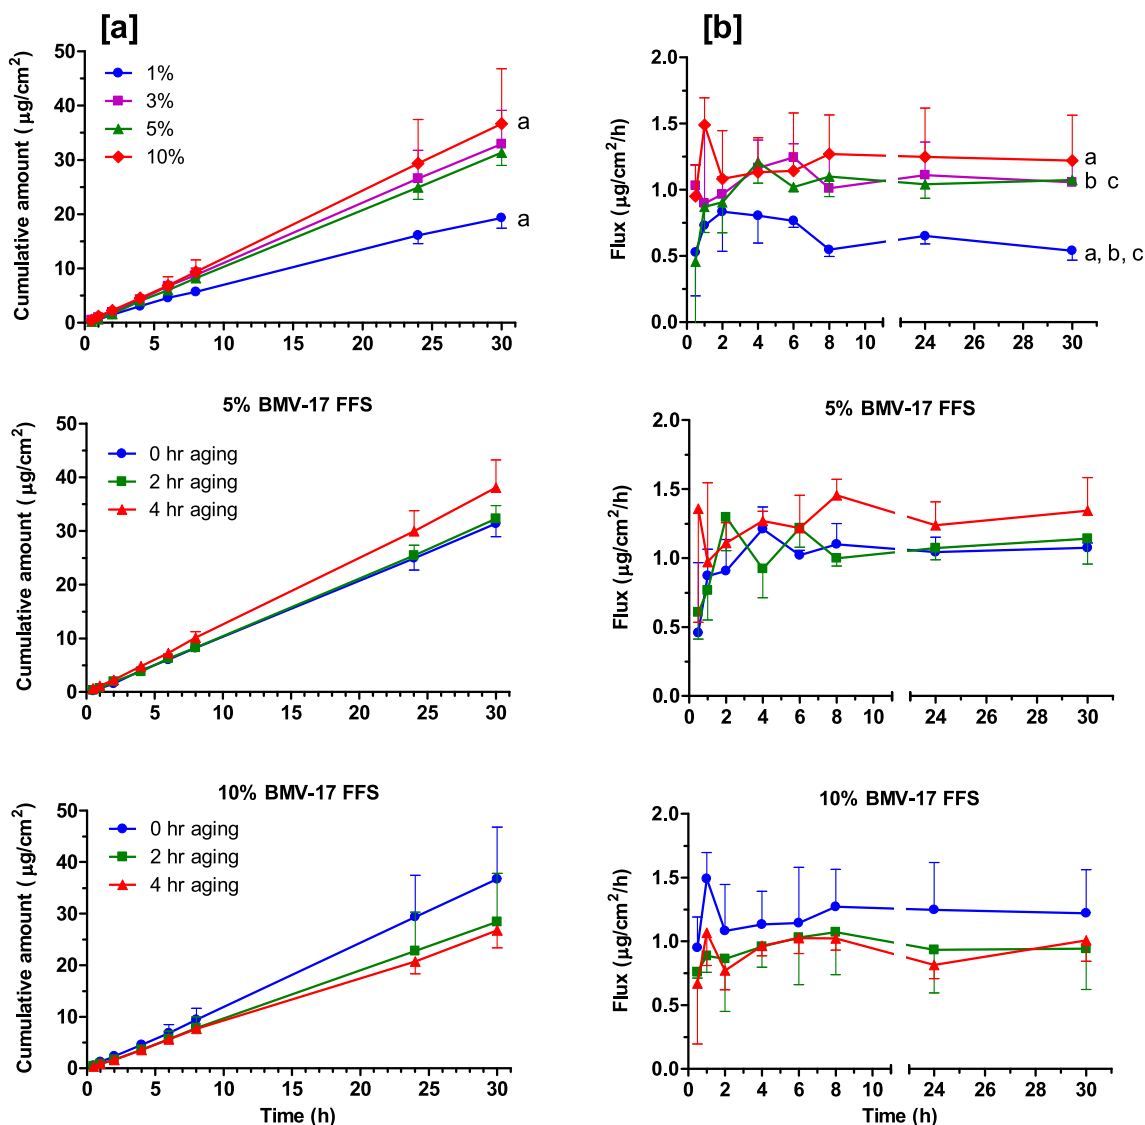 [a]
Cumulative amount ( μg/cm²)
50
40
30
20
10
0
1%
3%
5%
10%
a
a
0 5 10 15 20 25 30
[b]
Flux (μg/cm²/h)
2.0
1.5
1.0
0.5
0.0
a
b c
a, b, c
0 2 4 6 8 10 24 26 28 30
5% BMV-17 FFS
Cumulative amount ( μg/cm²)
50
40
30
20
10
0
0 hr aging
2 hr aging
4 hr aging
0 5 10 15 20 25 30
5% BMV-17 FFS
Flux (μg/cm²/h)
2.0
1.5
1.0
0.5
0.0
0 2 4 6 8 10 24 26 28 30
10% BMV-17 FFS
Cumulative amount ( μg/cm²)
50
40
30
20
10
0
0 hr aging
2 hr aging
4 hr aging
0 5 10 15 20 25 30
Time (h)
10% BMV-17 FFS
Flux (μg/cm²/h)
2.0
1.5
1.0
0.5
0.0
0 2 4 6 8 10 24 26 28 30
Time (h)